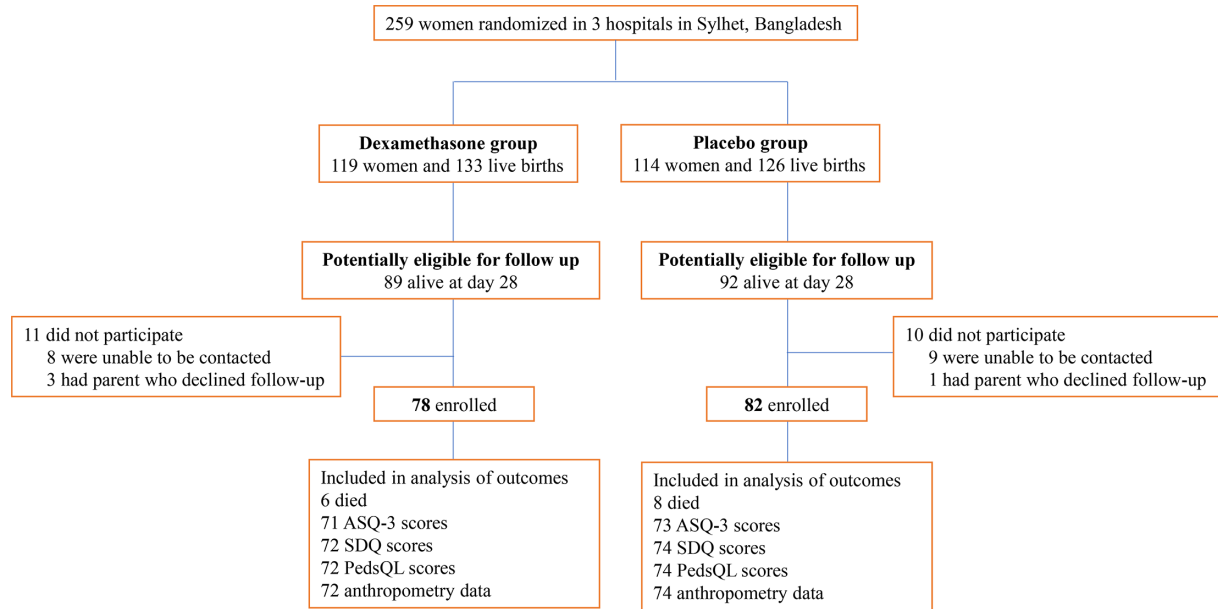 259 women randomized in 3 hospitals in Sylhet, Bangladesh
Dexamethasone group
119 women and 133 live births
Placebo group
114 women and 126 live births
Potentially eligible for follow up
89 alive at day 28
Potentially eligible for follow up
92 alive at day 28
11 did not participate
8 were unable to be contacted
3 had parent who declined follow-up
10 did not participate
9 were unable to be contacted
1 had parent who declined follow-up
78 enrolled
82 enrolled
Included in analysis of outcomes
6 died
71 ASQ-3 scores
72 SDQ scores
72 PedsQL scores
72 anthropometry data
Included in analysis of outcomes
8 died
73 ASQ-3 scores
74 SDQ scores
74 PedsQL scores
74 anthropometry data